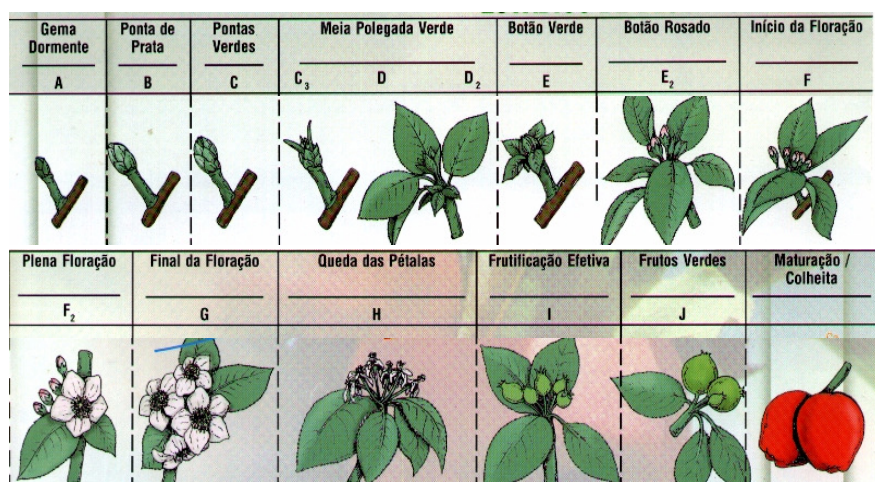 Gema Dormente
Ponta de Prata
Pontas Verdes
Meia Polegada Verde
Botão Verde
Botão Rosado
Início da Floração
A
B
C
C3
D
D2
E
E2
F
Plena Floração
Final da Floração
Queda das Pétalas
Frutificação Efetiva
Frutos Verdes
Maturação / Colheita
F2
G
H
I
J